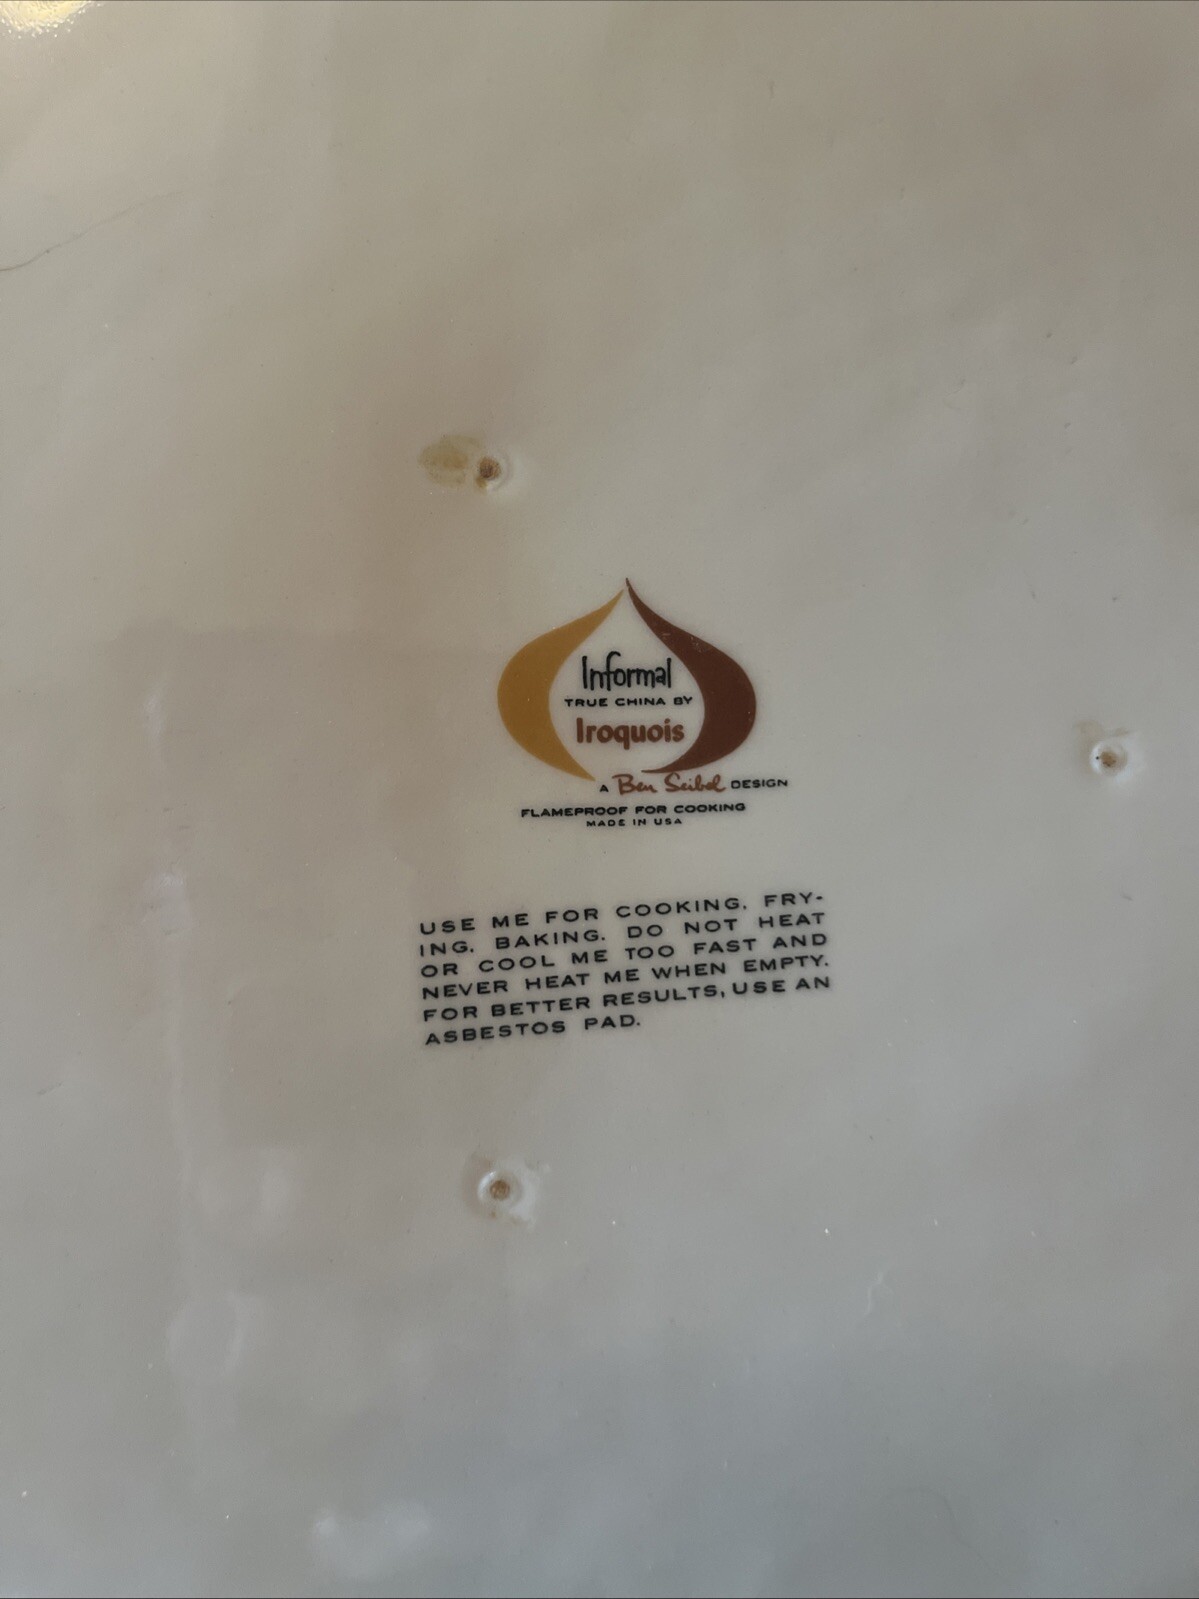 Informal
TRUE CHINA BY
Iroquois
A Ben Seibel DESIGN
FLAMEPROOF FOR COOKING
MADE IN USA
USE ME FOR COOKING. FRY-
ING. BAKING. DO NOT HEAT
OR COOL ME TOO FAST AND
NEVER HEAT ME WHEN EMPTY.
FOR BETTER RESULTS, USE AN
ASBESTOS PAD.